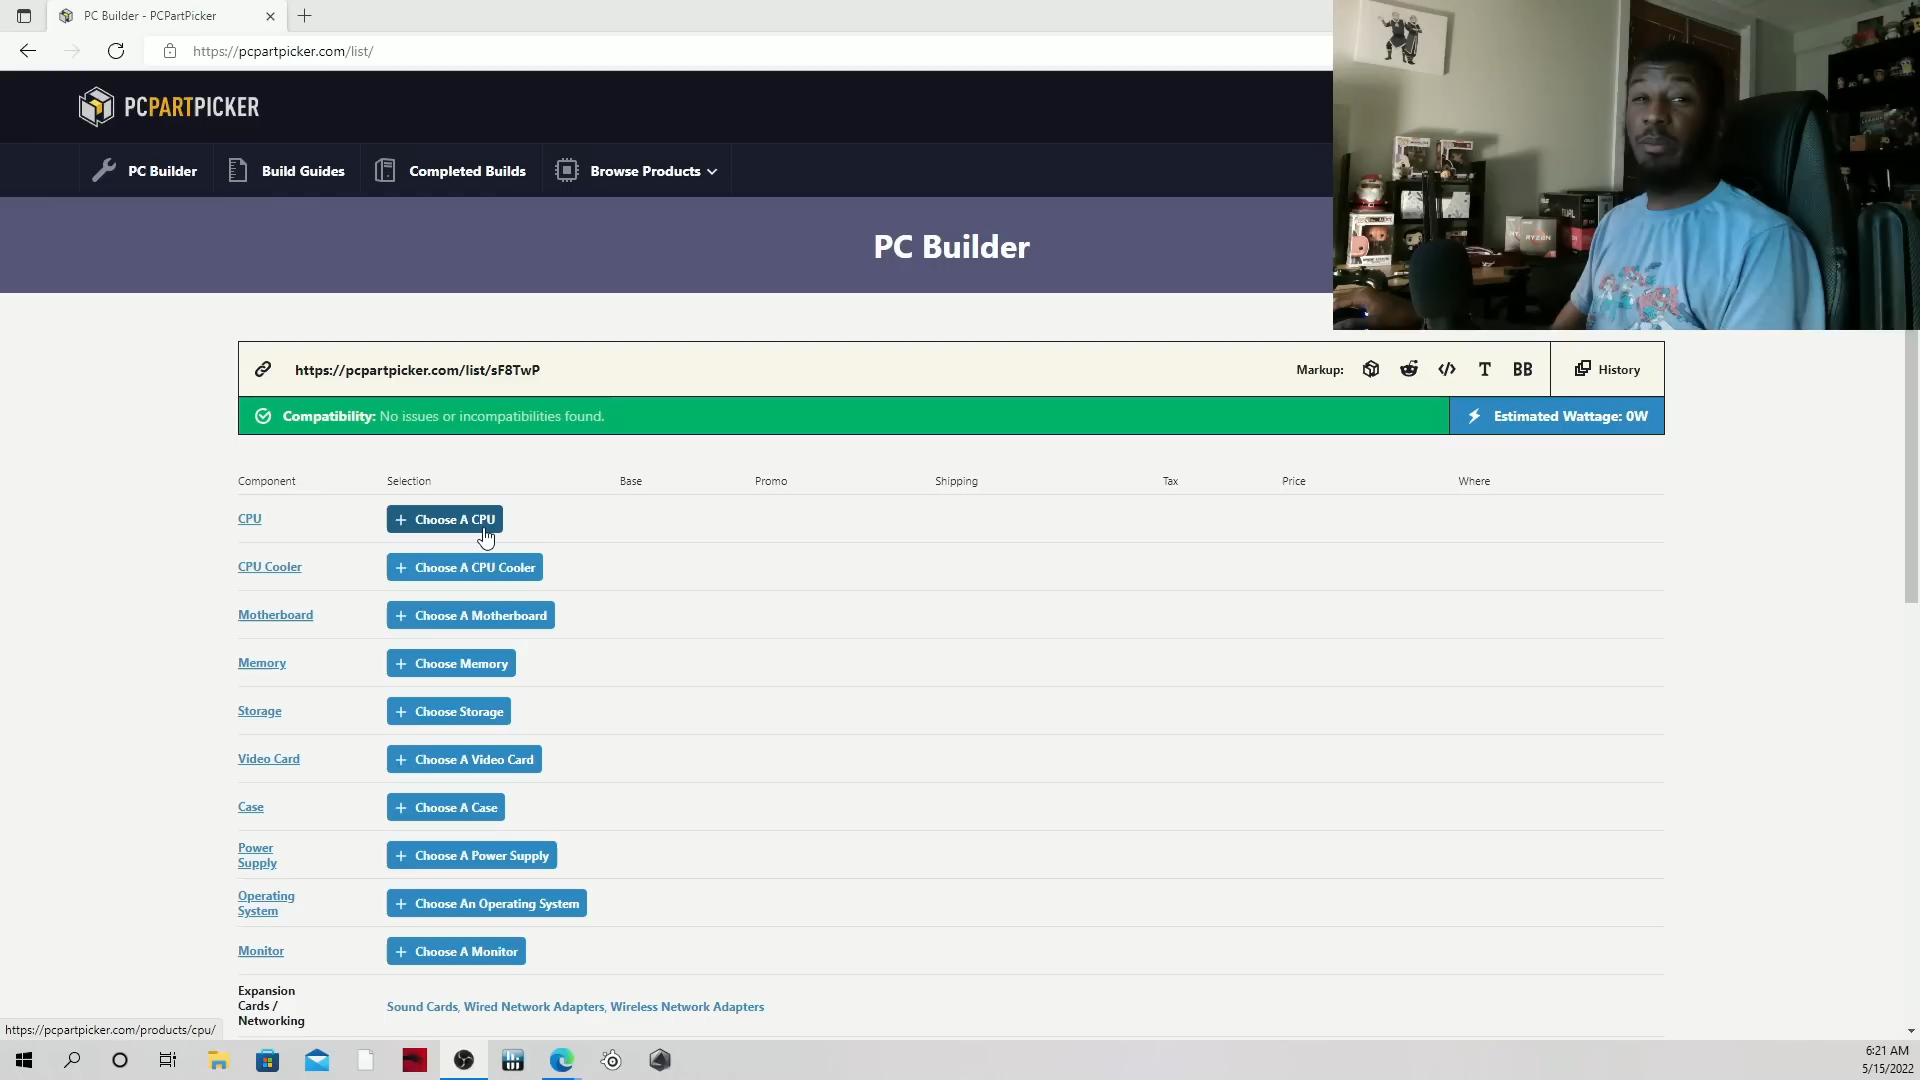 PC Builder - PCPartPicker
https://pcpartpicker.com/list/
PCPARTPICKER
PC Builder
Build Guides
Completed Builds
Browse Products
PC Builder
RYZEN
DUAL
https://pcpartpicker.com/list/sF8TwP
Markup:
T
BB
History
Compatibility: No issues or incompatibilities found.
Estimated Wattage: 0W
Component Selection Base Promo Shipping Tax Price Where
CPU
+ Choose A CPU
CPU Cooler
+ Choose A CPU Cooler
Motherboard
+ Choose A Motherboard
Memory
+ Choose Memory
Storage
+ Choose Storage
Video Card
+ Choose A Video Card
Case
+ Choose A Case
Power
Supply
+ Choose A Power Supply
Operating
System
+ Choose An Operating System
Monitor
+ Choose A Monitor
Expansion
Cards /
Networking
Sound Cards, Wired Network Adapters, Wireless Network Adapters
https://pcpartpicker.com/products/cpu/
6:21 AM
5/15/2022